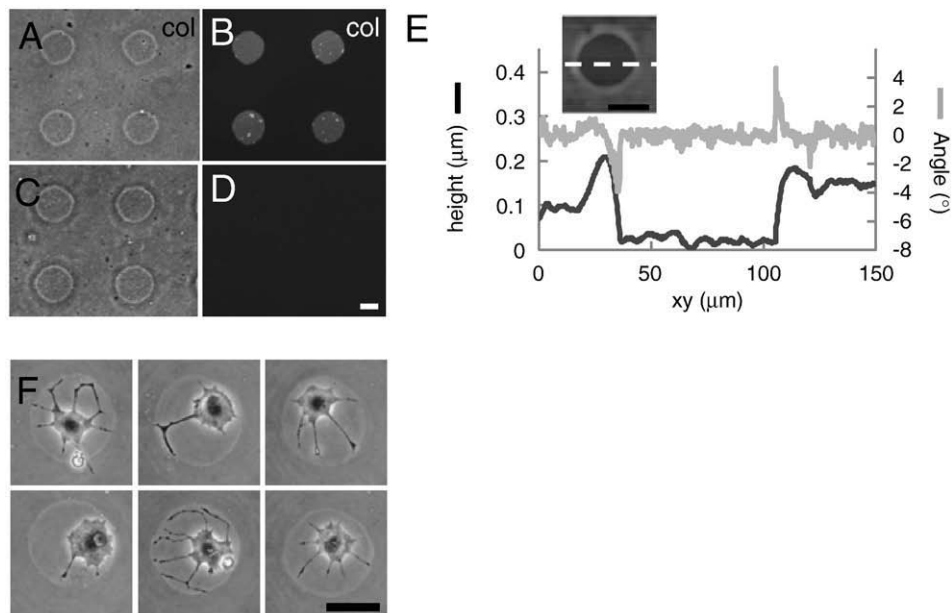 A
col
B
col
C
D
E
0.4
0.3
0.2
0.1
0
height (μm)
4
2
0
-2
-4
-6
-8
Angle (°)
0
50
100
150
xy (μm)
F